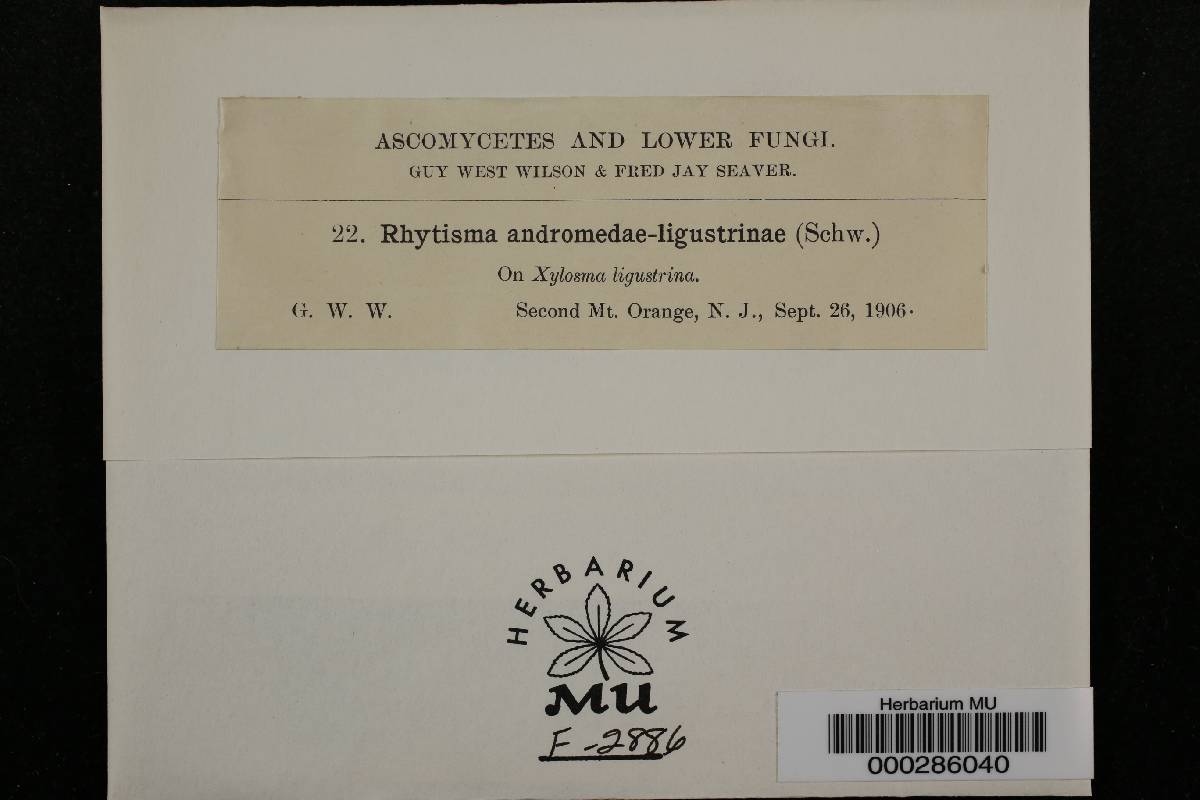 ASCOMYCETES AND LOWER FUNGI.
GUY WEST WILSON & FRED JAY SEAVER.
22. Rhytisma andromedae-ligustrinae (Schw.)
On Xylosma ligustrina.
G. W. W. Second Mt. Orange, N. J., Sept. 26, 1906.
HERBARIUM
MU
F-2886
Herbarium MU
000286040